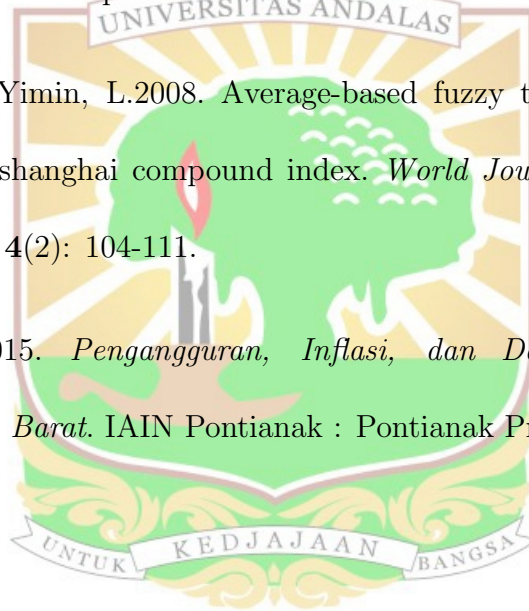 UNIVERSITAS ANDALAS
Yimin, L.2008. Average-based fuzzy t
shanghai compound index. World Jou
4(2): 104-111.
015. Pengangguran, Inflasi, dan D
Barat. IAIN Pontianak : Pontianak Pr
UNTUK KEDJAJAAN BANGSA